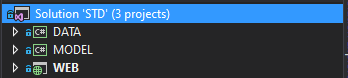 Solution 'STD' (3 projects)
C# DATA
C# MODEL
WEB